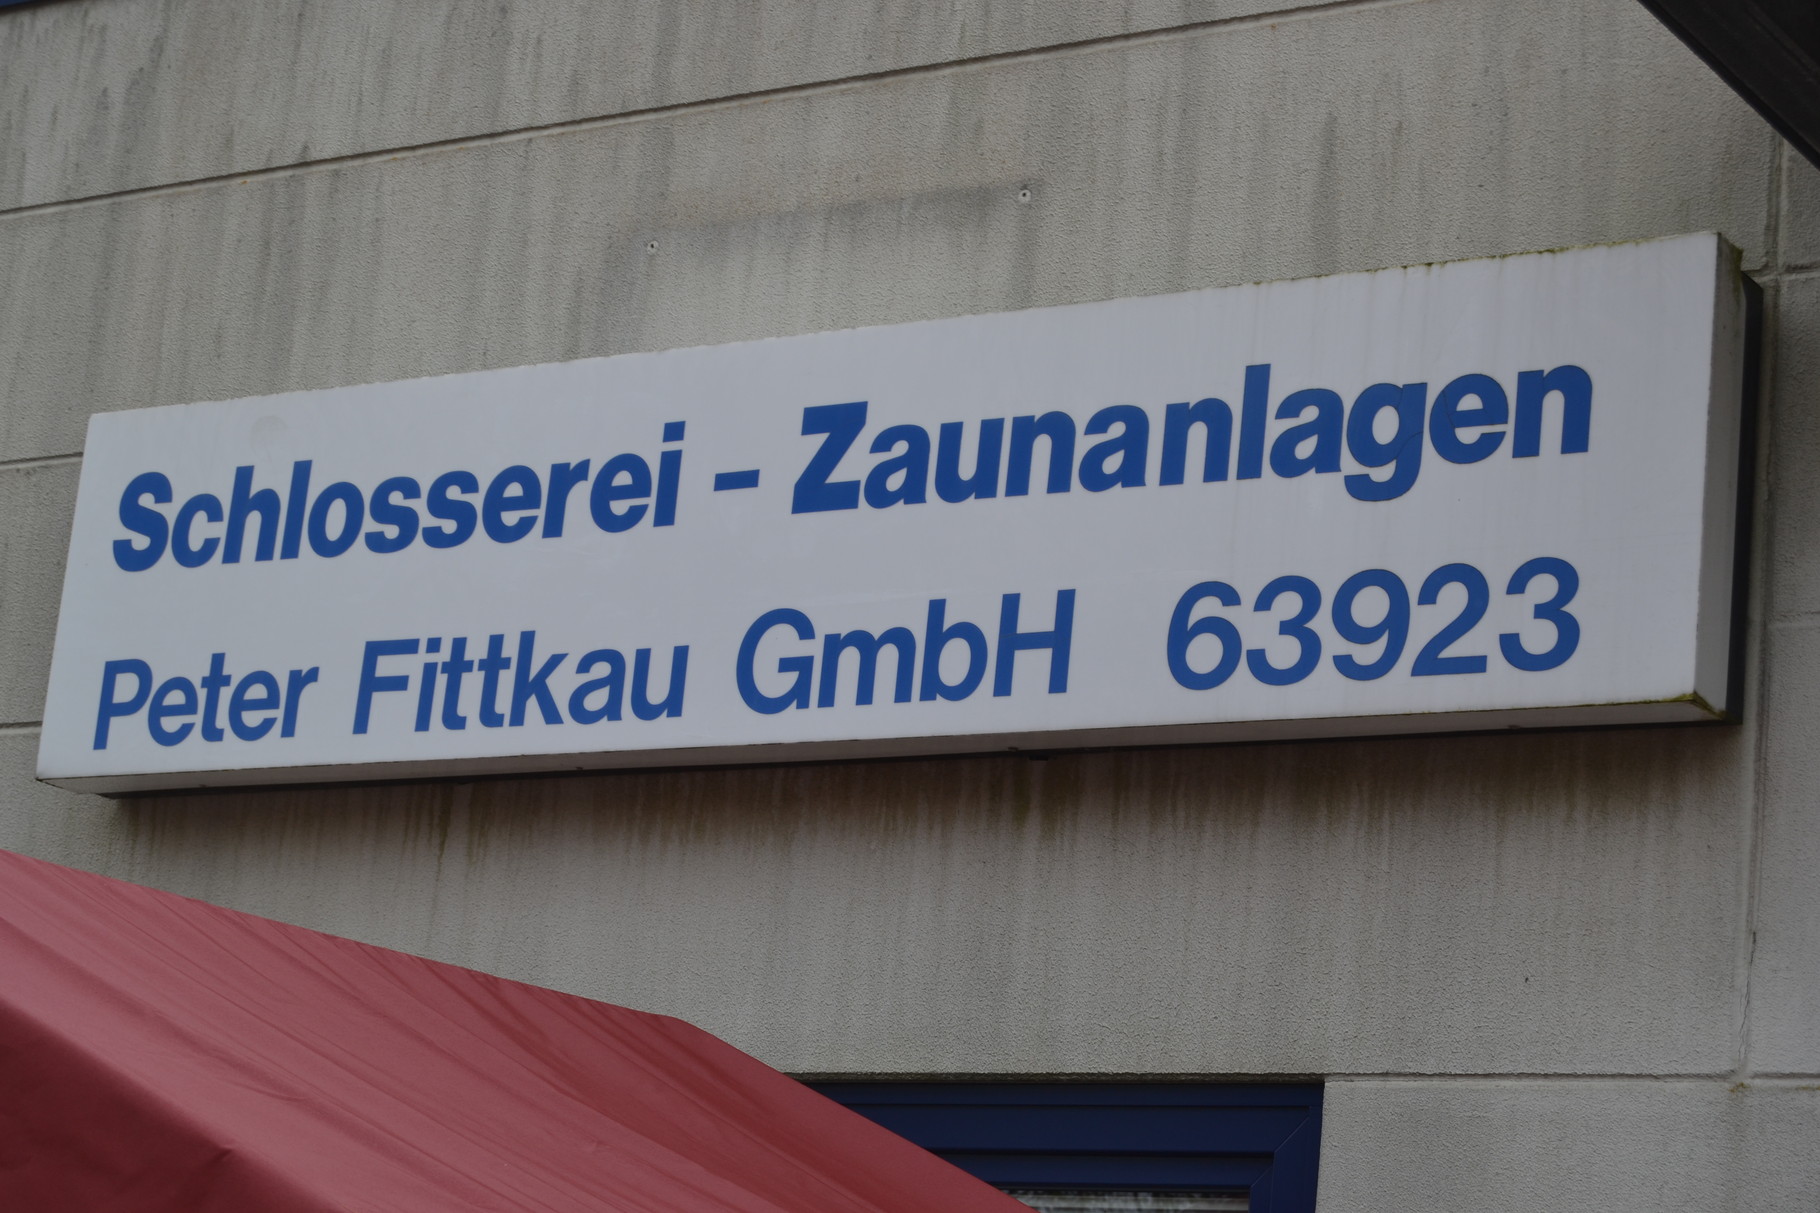 Schlosserei - Zaunanlagen
Peter Fittkau GmbH 63923